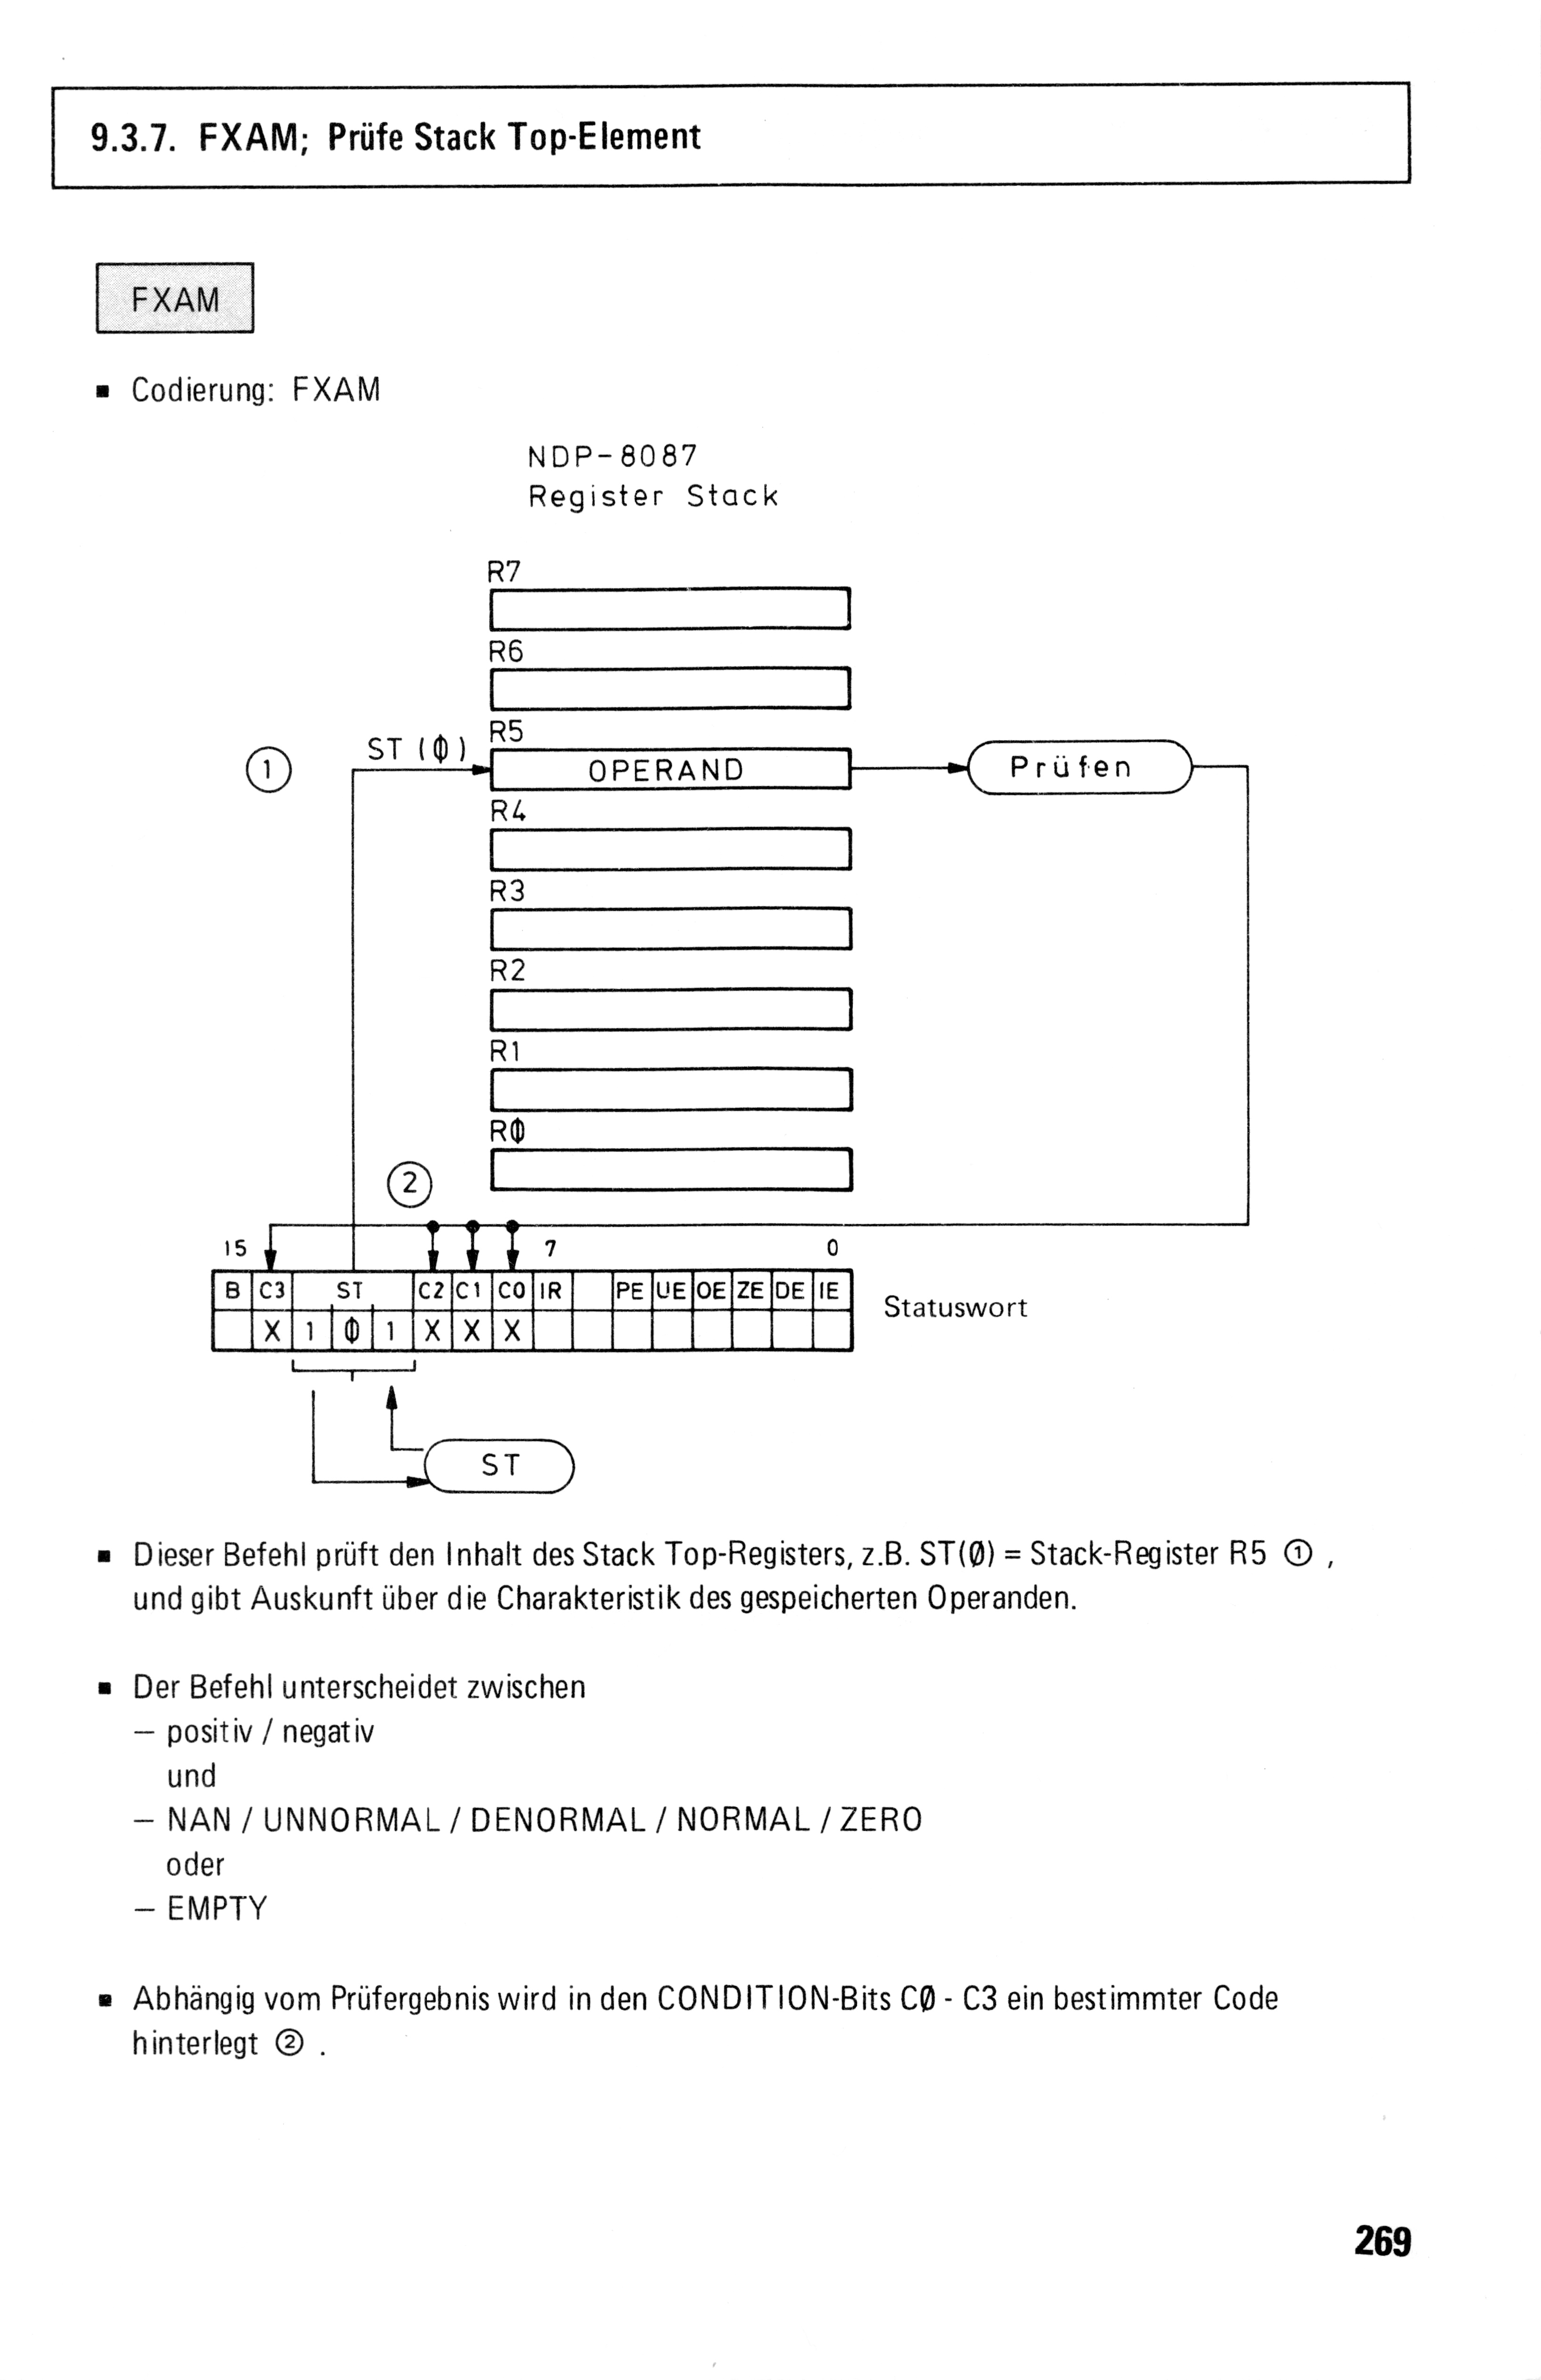 9.3.7. FXAM; Prüfe Stack Top-Element
FXAM
■ Codierung: FXAM
NDP-8087
Register Stack
R7
R6
R5
① ST (0) OPERAND Prüfen
R4
R3
R2
R1
R0
②
15 7 0
B C3 ST C2 C1 C0 IR PE UE OE ZE DE IE
X 1 0 1 X X X
Statuswort
ST
■ Dieser Befehl prüft den Inhalt des Stack Top-Registers, z.B. ST(0) = Stack-Register R5 ① ,
und gibt Auskunft über die Charakteristik des gespeicherten Operanden.
■ Der Befehl unterscheidet zwischen
— positiv / negativ
und
— NAN / UNNORMAL / DENORMAL / NORMAL / ZERO
oder
— EMPTY
■ Abhängig vom Prüfergebnis wird in den CONDITION-Bits C0 - C3 ein bestimmter Code
hinterlegt ② .
269